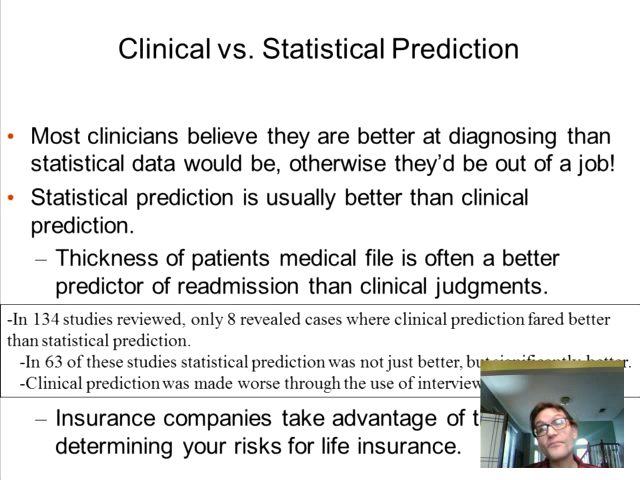 Clinical vs. Statistical Prediction
• Most clinicians believe they are better at diagnosing than
statistical data would be, otherwise they'd be out of a job!
• Statistical prediction is usually better than clinical
prediction.
– Thickness of patients medical file is often a better
predictor of readmission than clinical judgments.
-In 134 studies reviewed, only 8 revealed cases where clinical prediction fared better
than statistical prediction.
-In 63 of these studies statistical prediction was not just better, but significantly better.
-Clinical prediction was made worse through the use of
– Insurance companies take advantage of
determining your risks for life insurance.